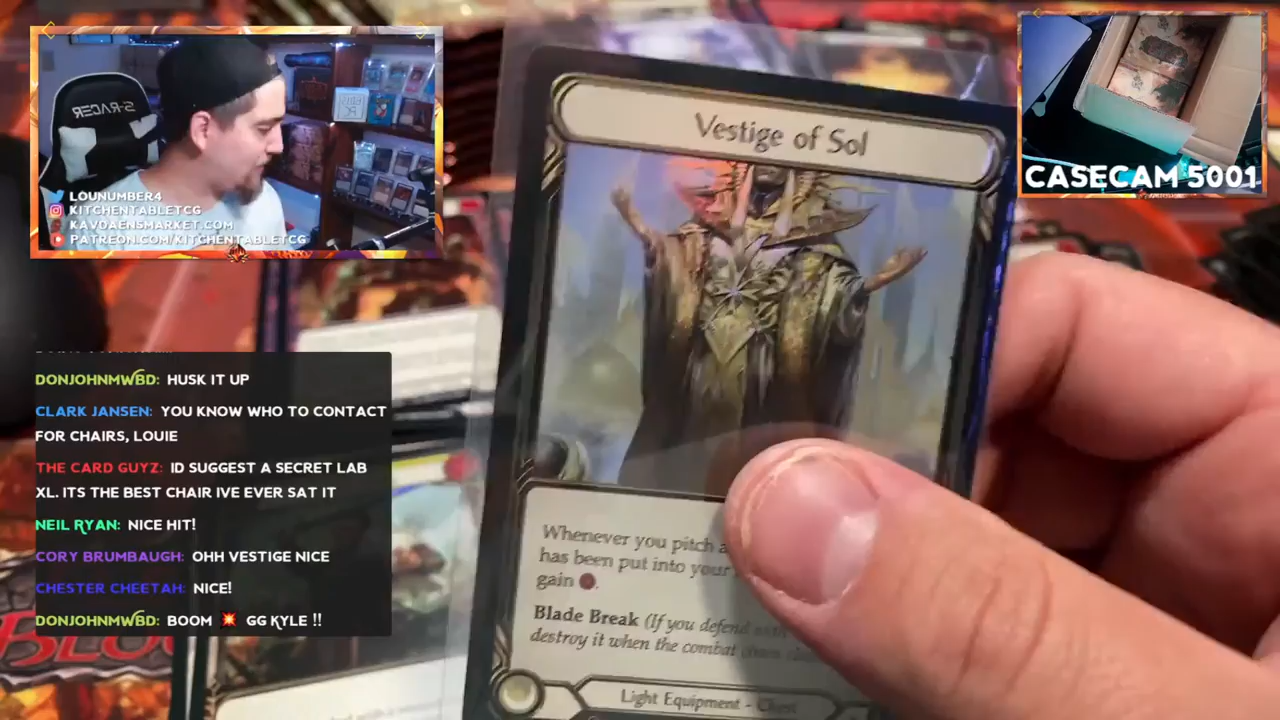 LOUNUMBER4
KITCHENTABLETCG
KAVDAENSMARKET.COM
PATREON.COM/KITCHENTABLETCG
CASECAM 5001
Vestige of Sol
DONJOHNMWBD: HUSK IT UP
CLARK JANSEN: YOU KNOW WHO TO CONTACT
FOR CHAIRS, LOUIE
THE CARD GUYZ: ID SUGGEST A SECRET LAB
XL. ITS THE BEST CHAIR IVE EVER SAT IT
NEIL RYAN: NICE HIT!
CORY BRUMBAUGH: OHH VESTIGE NICE
CHESTER CHEETAH: NICE!
DONJOHNMWBD: BOOM 💥 GG KYLE !!
Whenever you pitch a
has been put into your
gain
Blade Break (If you defend with
destroy it when the combat chain
Light Equipment - Chest